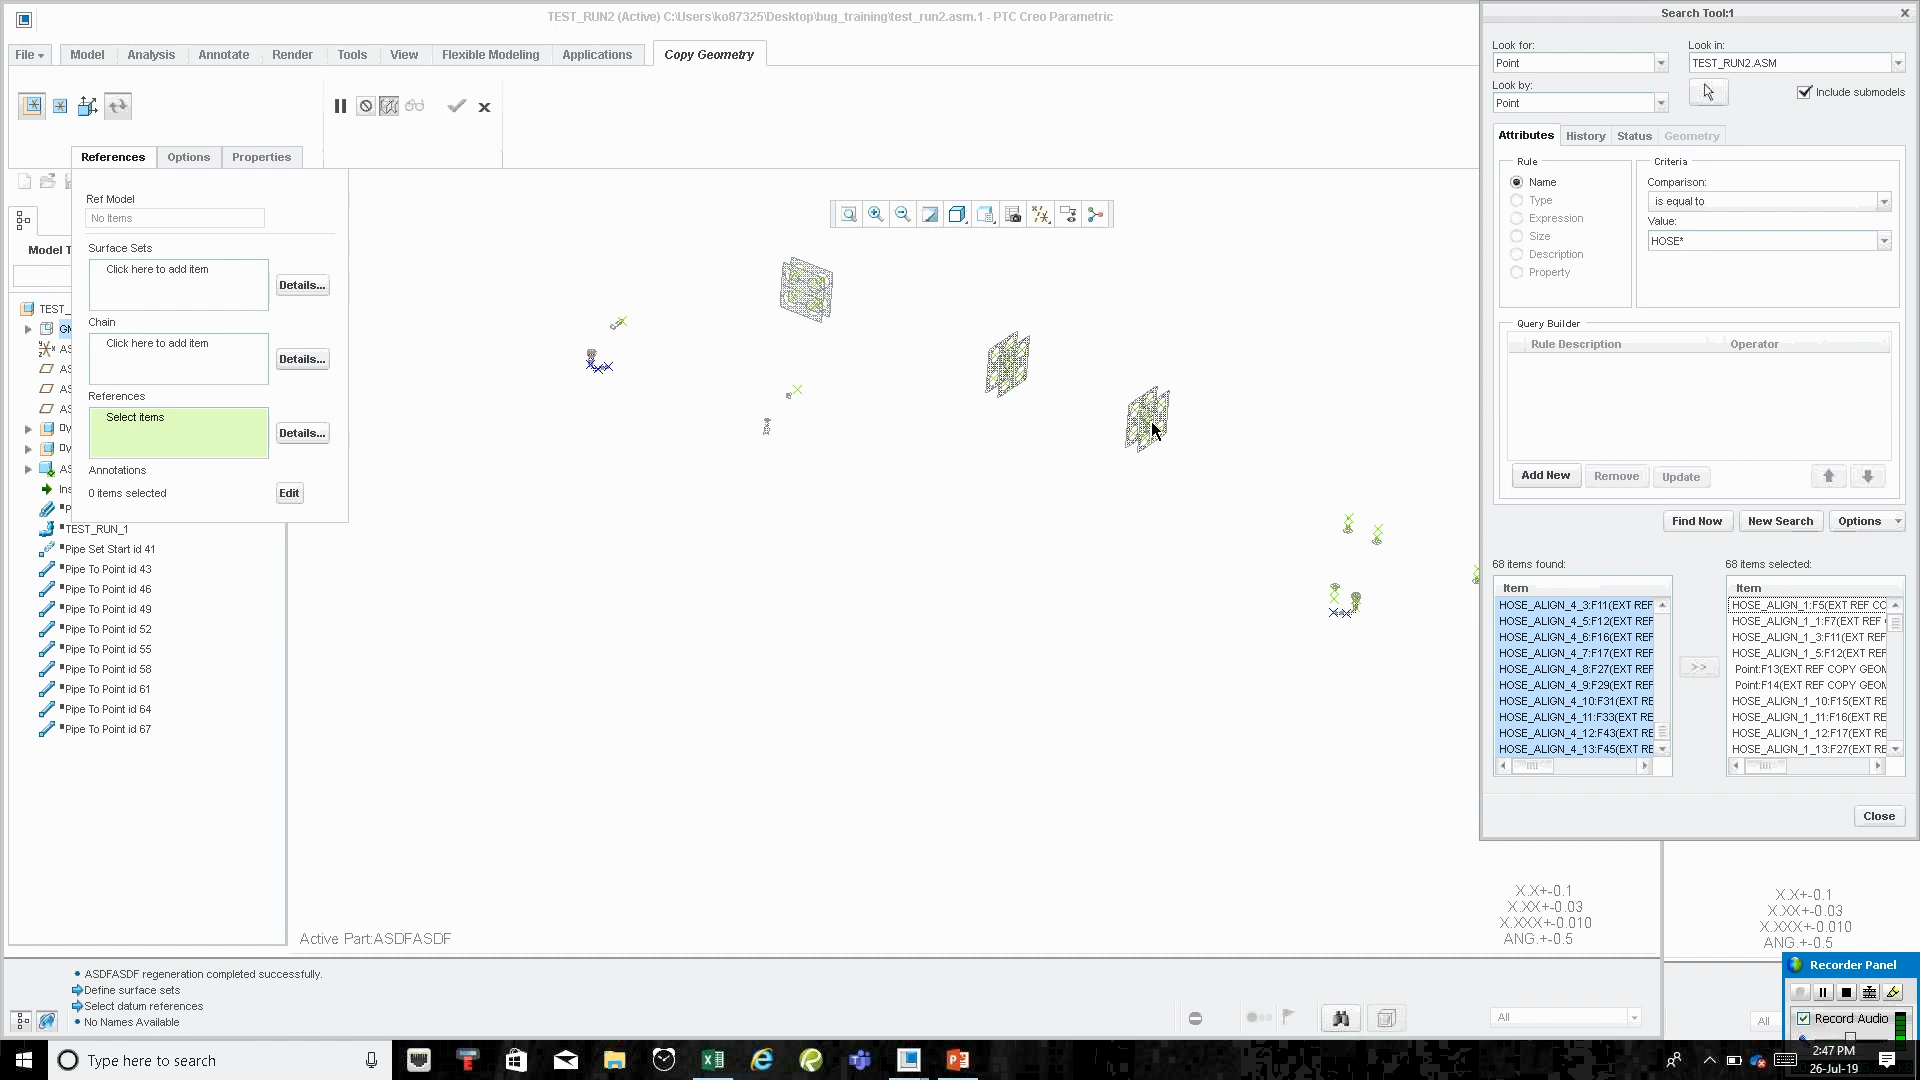 TEST_RUN2 (Active) C:\Users\ko87325\Desktop\bug_training\test_run2.asm.1 - PTC Creo Parametric
File
Model
Analysis
Annotate
Render
Tools
View
Flexible Modeling
Applications
Copy Geometry
References
Options
Properties
Ref Model
No Items
Surface Sets
Click here to add item
Details...
Chain
Click here to add item
Details...
References
Select items
Details...
Annotations
0 items selected
Edit
Model T
TEST_
GM
AS
AS
AS
AS
AS
Ins
TEST_RUN_1
Pipe Set Start id 41
Pipe To Point id 43
Pipe To Point id 46
Pipe To Point id 49
Pipe To Point id 52
Pipe To Point id 55
Pipe To Point id 58
Pipe To Point id 61
Pipe To Point id 64
Pipe To Point id 67
Active Part:ASDFASDF
X.X+-0.1
X.XX+-0.03
X.XXX+-0.010
ANG.+-0.5
X.X+-0.1
X.XX+-0.03
X.XXX+-0.010
ANG.+-0.5
ASDFASDF regeneration completed successfully.
Define surface sets
Select datum references
No Names Available
All
All
Search Tool:1
Look for:
Point
Look in:
TEST_RUN2.ASM
Look by:
Point
Include submodels
Attributes
History
Status
Geometry
Rule
Name
Type
Expression
Size
Description
Property
Criteria
Comparison:
is equal to
Value:
HOSE*
Query Builder
Rule Description
Operator
Add New
Remove
Update
Find Now
New Search
Options
68 items found:
Item
HOSE_ALIGN_4_3:F11(EXT REF
HOSE_ALIGN_4_5:F12(EXT REF
HOSE_ALIGN_4_6:F16(EXT REF
HOSE_ALIGN_4_7:F17(EXT REF
HOSE_ALIGN_4_8:F27(EXT REF
HOSE_ALIGN_4_9:F29(EXT REF
HOSE_ALIGN_4_10:F31(EXT RE
HOSE_ALIGN_4_11:F33(EXT RE
HOSE_ALIGN_4_12:F43(EXT RE
HOSE_ALIGN_4_13:F45(EXT RE
>>
68 items selected:
Item
HOSE_ALIGN_1:F5(EXT REF CO
HOSE_ALIGN_1_1:F7(EXT REF
HOSE_ALIGN_1_3:F11(EXT REF
HOSE_ALIGN_1_5:F12(EXT REF
Point:F13(EXT REF COPY GEOM
Point:F14(EXT REF COPY GEOM
HOSE_ALIGN_1_10:F15(EXT RE
HOSE_ALIGN_1_11:F16(EXT RE
HOSE_ALIGN_1_12:F17(EXT RE
HOSE_ALIGN_1_13:F27(EXT RE
Close
Recorder Panel
Record Audio
Type here to search
2:47 PM
26-Jul-19